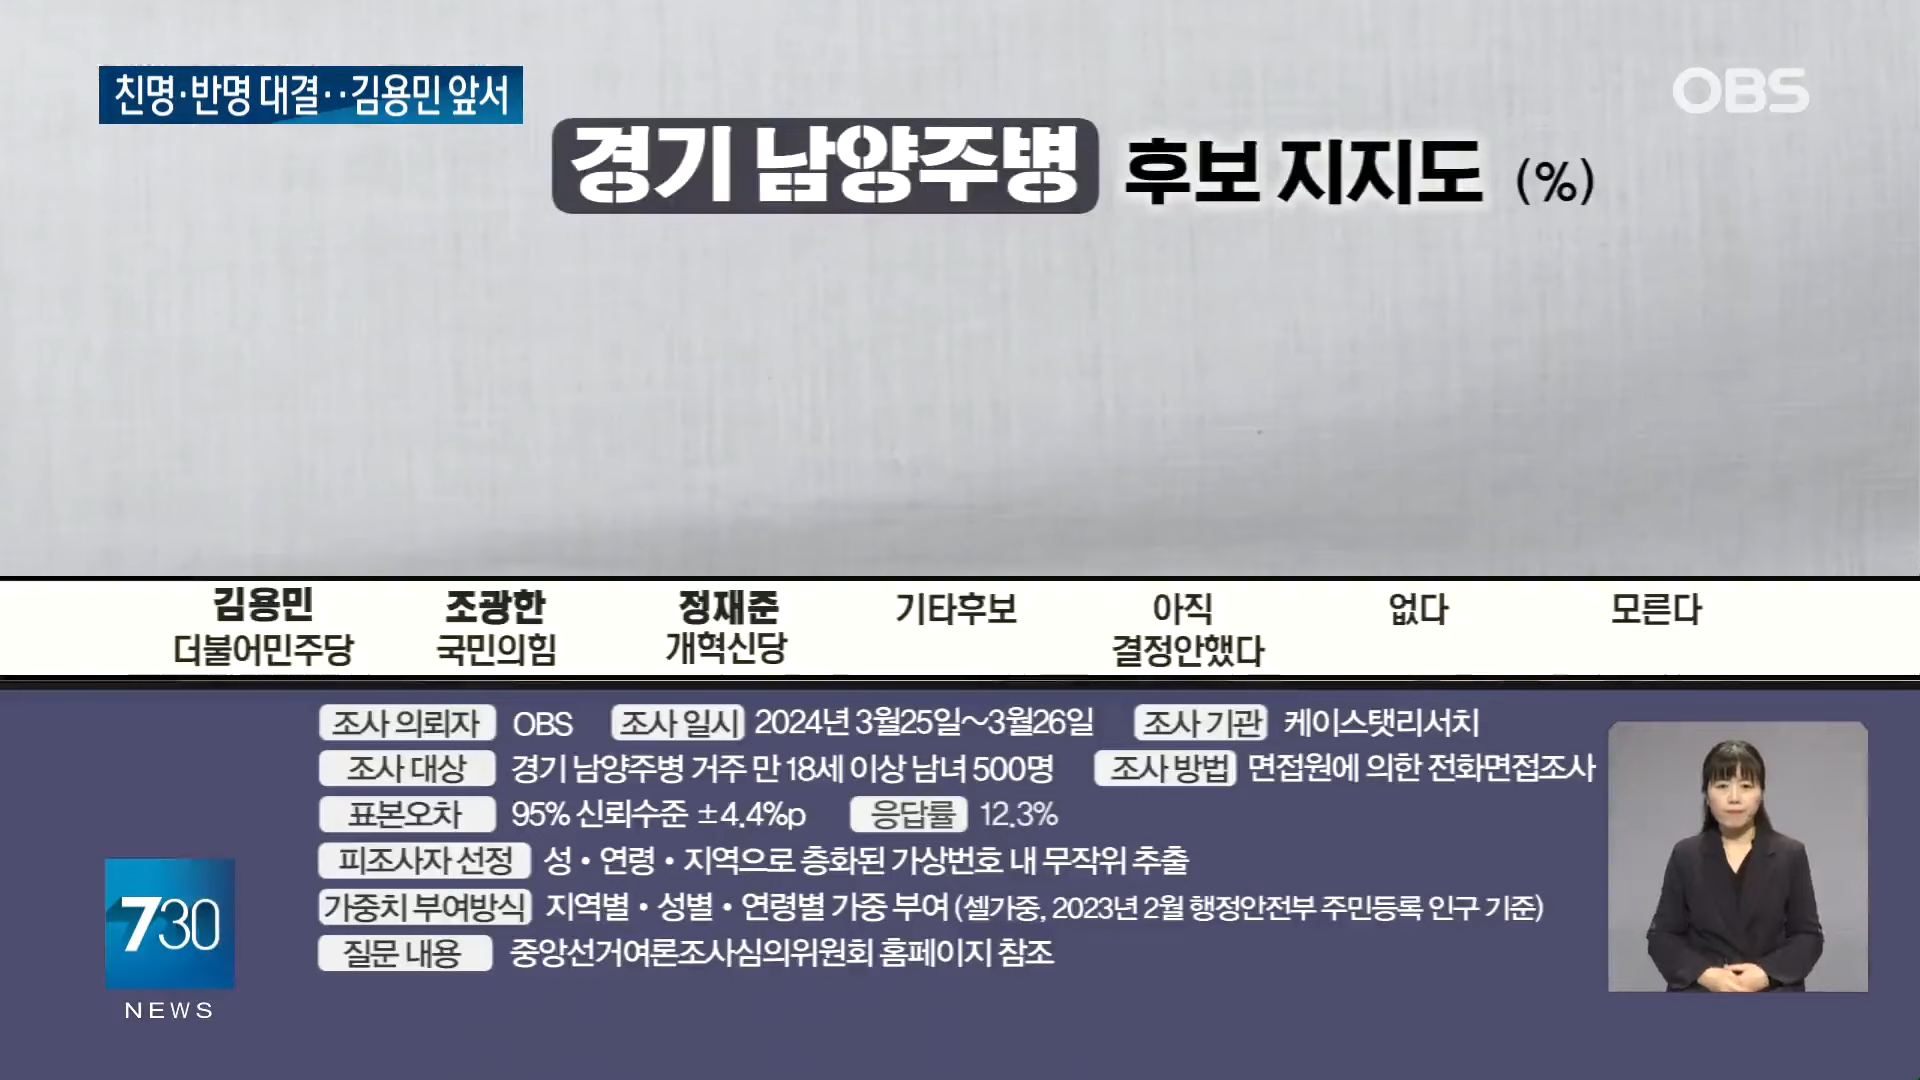 친명·반명 대결‥김용민 앞서
OBS
경기 남양주병 후보 지지도 (%)
김용민 조광한 정재준 기타후보 아직 없다 모른다
더불어민주당 국민의힘 개혁신당 결정안했다
조사 의뢰자 OBS 조사 일시 2024년 3월25일~3월26일 조사 기관 케이스탯리서치
조사 대상 경기 남양주병 거주 만 18세 이상 남녀 500명 조사 방법 면접원에 의한 전화면접조사
표본오차 95% 신뢰수준 ±4.4%p 응답률 12.3%
피조사자 선정 성·연령·지역으로 층화된 가상번호 내 무작위 추출
가중치 부여방식 지역별·성별·연령별 가중 부여 (셀가중, 2023년 2월 행정안전부 주민등록 인구 기준)
질문 내용 중앙선거여론조사심의위원회 홈페이지 참조
730
NEWS